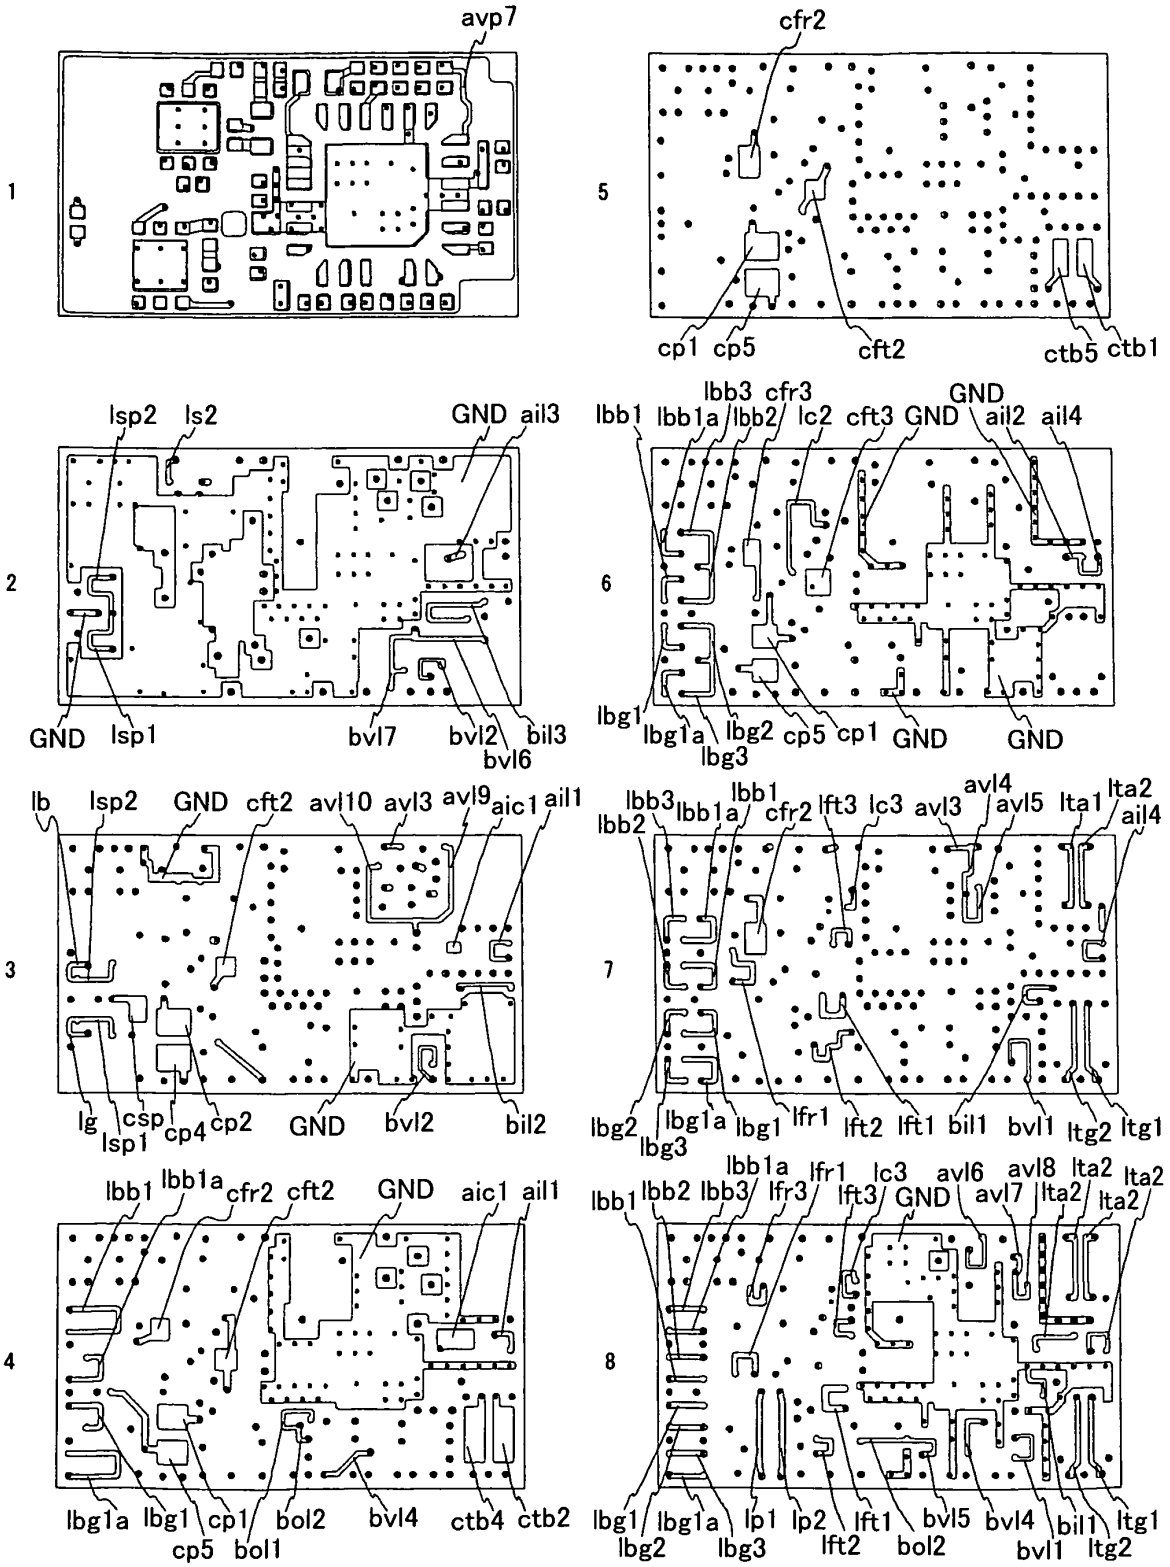 avp7
1
cfr2
5
cp1 cp5 cft2 ctb5 ctb1
lsp2 ls2 GND ail3
2
GND lsp1 bvl7 bvl2 bvl6 bil3
lbb1 lbb1a lbb3 lbb2 cfr3 lc2 cft3 GND GND ail2 ail4
6
lbg1 lbg1a lbg3 lbg2 cp5 cp1 GND GND
lb lsp2 GND cft2 avl10 avl3 avl9 aic1 ail1
3
lg lsp1 csp cp4 cp2 GND bvl2 bil2
lbb3 lbb2 lbb1a lbb1 cfr2 lft3 lc3 avl3 avl4 avl5 lta1 lta2 ail4
7
lbg2 lbg3 lbg1a lbg1 lfr1 lft2 lft1 bil1 bvl1 ltg2 ltg1
lbb1 lbb1a cfr2 cft2 GND aic1 ail1
4
lbg1a lbg1 cp5 cp1 bol1 bol2 bvl4 ctb4 ctb2
lbb1 lbb2 lbb3 lbb1a lfr3 lfr1 lft3 lc3 GND avl6 avl7 avl8 lta2 lta2 lta2
8
lbg1 lbg2 lbg1a lbg3 lp1 lp2 lft2 lft1 bol2 bvl5 bvl4 bvl1 bil1 ltg2 ltg1